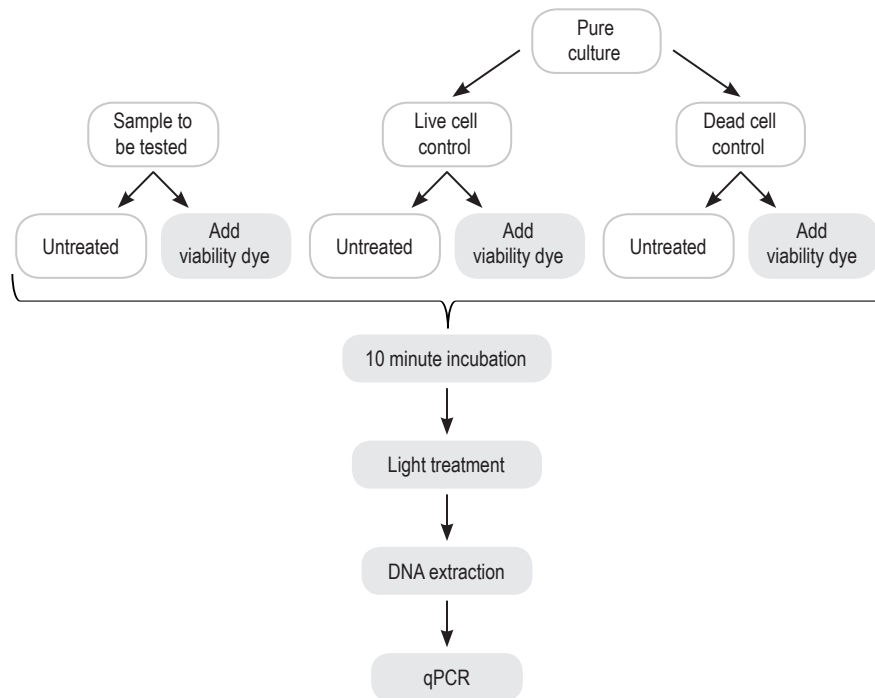 Pure
culture
Sample to
be tested
Live cell
control
Dead cell
control
Untreated
Add
viability dye
Untreated
Add
viability dye
Untreated
Add
viability dye
10 minute incubation
Light treatment
DNA extraction
qPCR